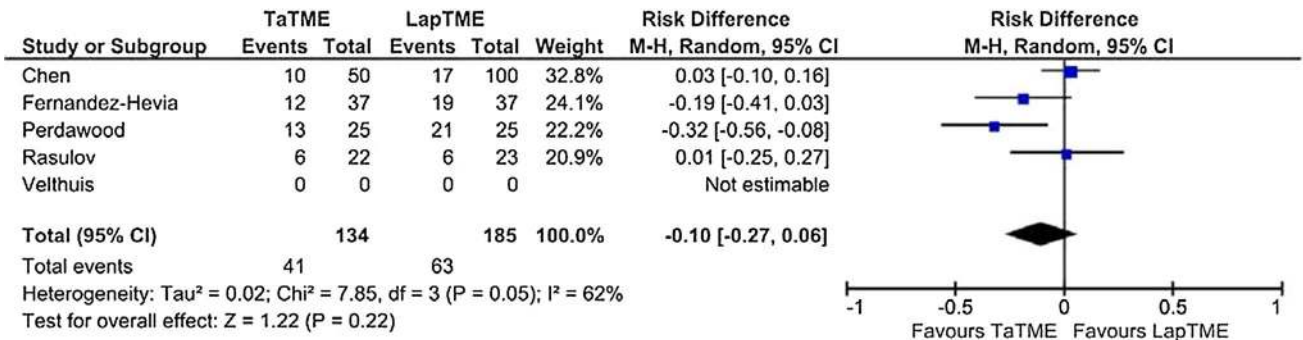 TaTME LapTME Risk Difference Risk Difference
Study or Subgroup Events Total Events Total Weight M-H, Random, 95% CI M-H, Random, 95% CI
Chen 10 50 17 100 32.8% 0.03 [-0.10, 0.16]
Fernandez-Hevia 12 37 19 37 24.1% -0.19 [-0.41, 0.03]
Perdawood 13 25 21 25 22.2% -0.32 [-0.56, -0.08]
Rasulov 6 22 6 23 20.9% 0.01 [-0.25, 0.27]
Velthuis 0 0 0 0 Not estimable
Total (95% CI) 134 185 100.0% -0.10 [-0.27, 0.06]
Total events 41 63
Heterogeneity: Tau² = 0.02; Chi² = 7.85, df = 3 (P = 0.05); I² = 62%
Test for overall effect: Z = 1.22 (P = 0.22)
-1 -0.5 0 0.5 1
Favours TaTME Favours LapTME